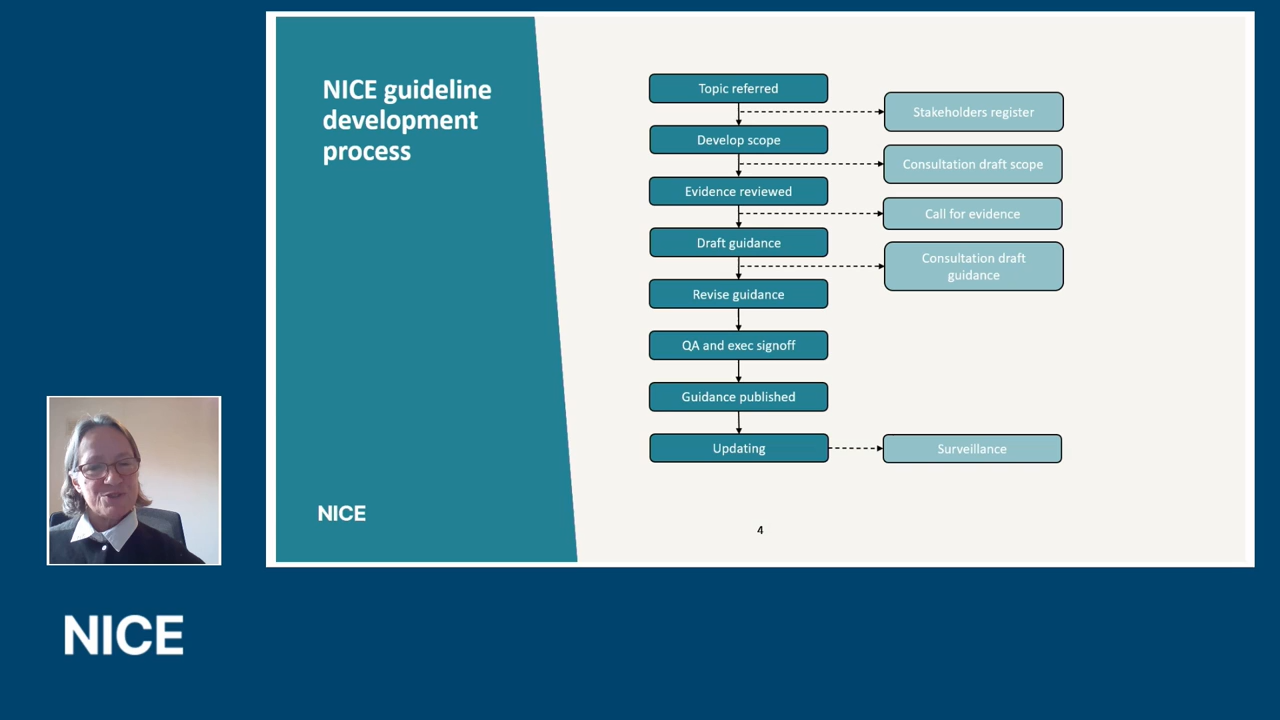 NICE guideline
development
process
Topic referred
Stakeholders register
Develop scope
Consultation draft scope
Evidence reviewed
Call for evidence
Draft guidance
Consultation draft
guidance
Revise guidance
QA and exec signoff
Guidance published
Updating
Surveillance
NICE
4
NICE